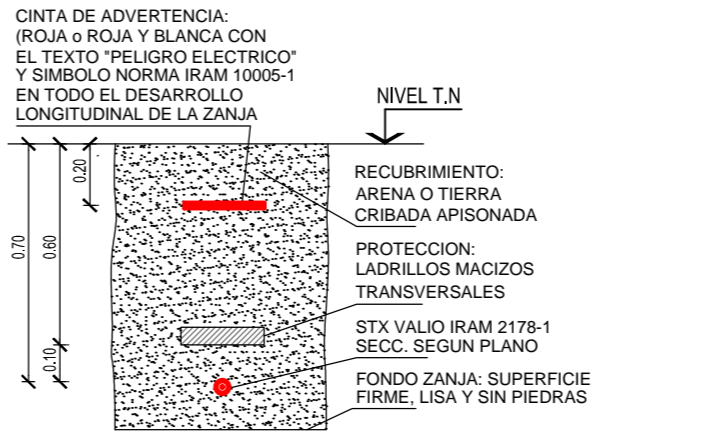 CINTA DE ADVERTENCIA:
(ROJA o ROJA Y BLANCA CON
EL TEXTO "PELIGRO ELECTRICO"
Y SIMBOLO NORMA IRAM 10005-1
EN TODO EL DESARROLLO
LONGITUDINAL DE LA ZANJA
NIVEL T.N
0.20
0.70
0.60
0.10
RECUBRIMIENTO:
ARENA O TIERRA
CRIBADA APISONADA
PROTECCION:
LADRILLOS MACIZOS
TRANSVERSALES
STX VALIO IRAM 2178-1
SECC. SEGUN PLANO
FONDO ZANJA: SUPERFICIE
FIRME, LISA Y SIN PIEDRAS